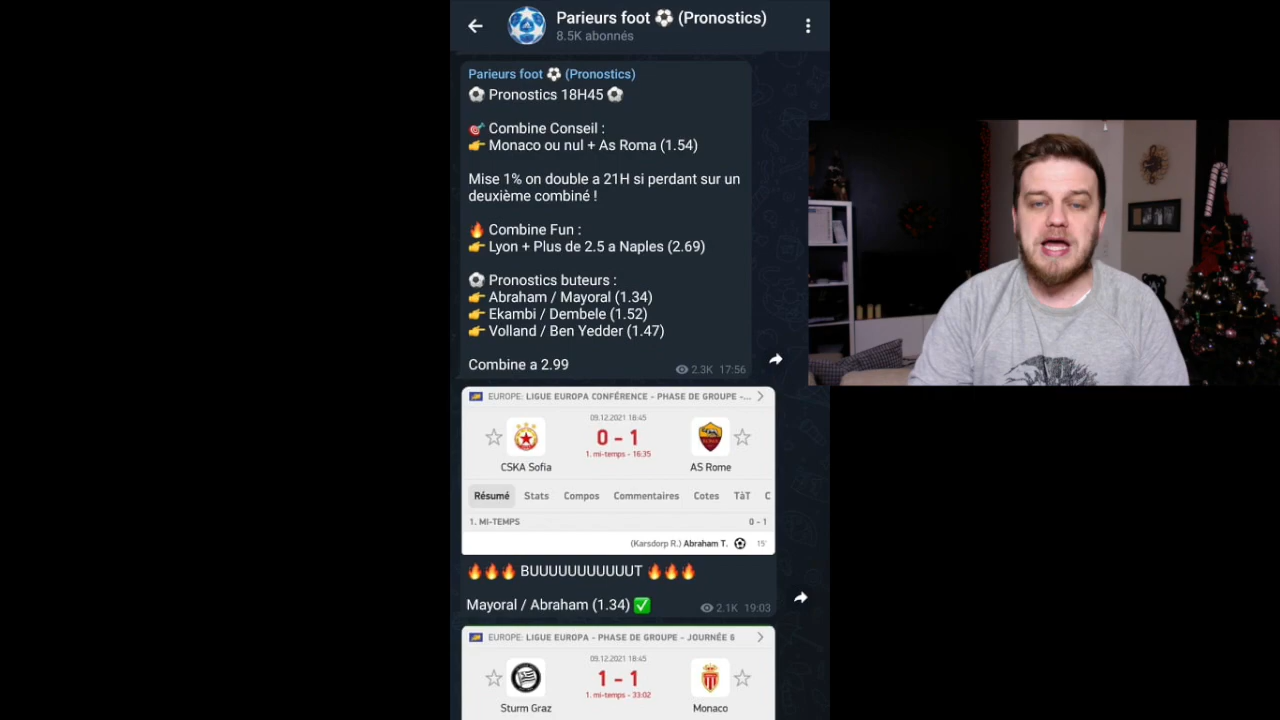 Parieurs foot ⚽ (Pronostics)
8.5K abonnés
Parieurs foot ⚽ (Pronostics)
⚽ Pronostics 18H45 ⚽
🎯 Combine Conseil :
👉 Monaco ou nul + As Roma (1.54)
Mise 1% on double a 21H si perdant sur un
deuxième combiné !
🔥 Combine Fun :
👉 Lyon + Plus de 2.5 a Naples (2.69)
⚽ Pronostics buteurs :
👉 Abraham / Mayoral (1.34)
👉 Ekambi / Dembele (1.52)
👉 Volland / Ben Yedder (1.47)
Combine a 2.99
2.3K 17:56
EUROPE: LIGUE EUROPA CONFÉRENCE - PHASE DE GROUPE -...
09.12.2021 18:45
0 - 1
1. mi-temps - 16:35
CSKA Sofia
AS Rome
Résumé Stats Compos Commentaires Cotes TàT C
1. MI-TEMPS 0 - 1
(Karsdorp R.) Abraham T. 15'
🔥🔥🔥 BUUUUUUUUUUUT 🔥🔥🔥
Mayoral / Abraham (1.34) ✅
2.1K 19:03
EUROPE: LIGUE EUROPA - PHASE DE GROUPE - JOURNÉE 6
09.12.2021 18:45
1 - 1
1. mi-temps - 33:02
Sturm Graz
Monaco